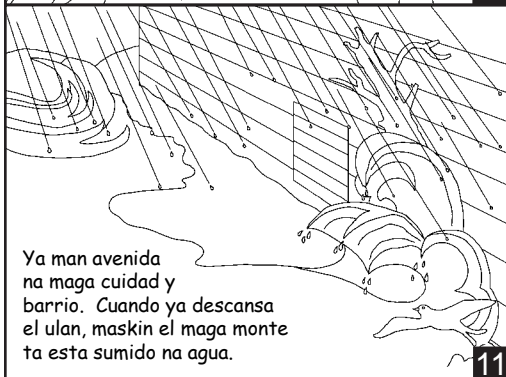 Ya man avenida
na maga cuidad y
barrio. Cuando ya descansa
el ulan, maskin el maga monte
ta esta sumido na agua.
11